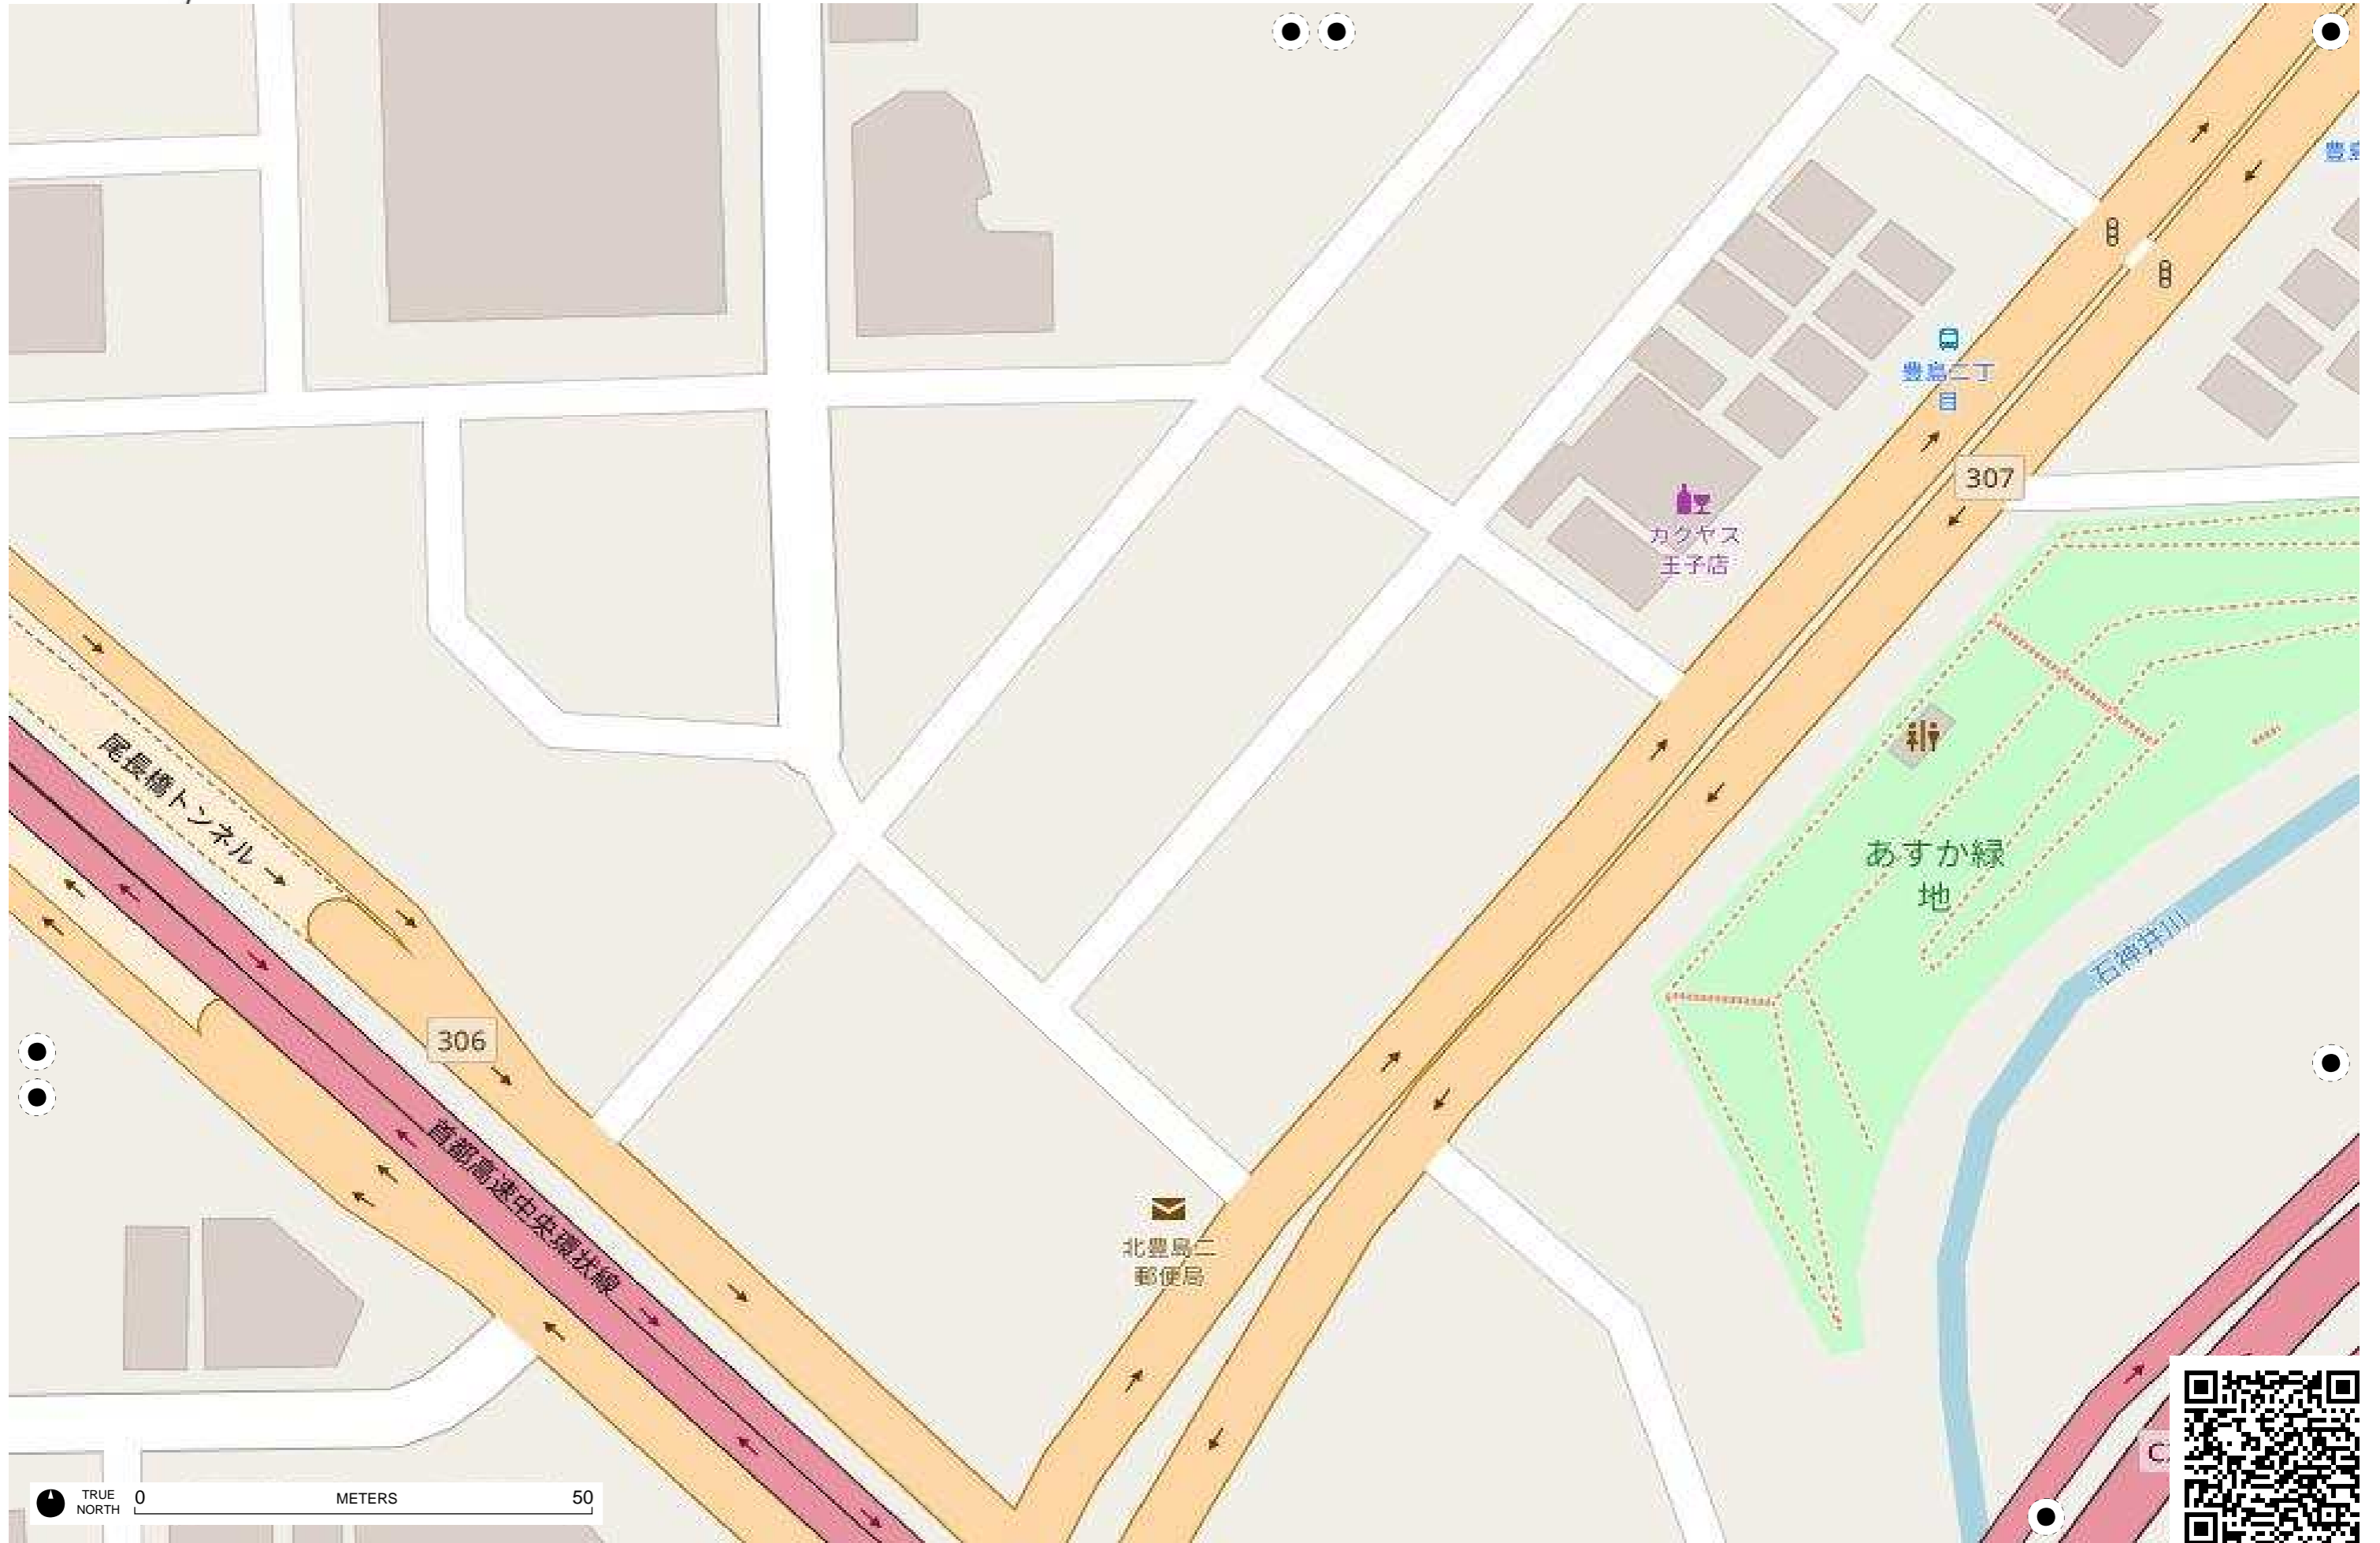 豊島二丁
目
307
カクヤス
王子店
尾長橋トンネル
あすか緑
地
石神井川
306
首都高速中央環状線
北豊島二
郵便局
TRUE
NORTH
0
METERS
50